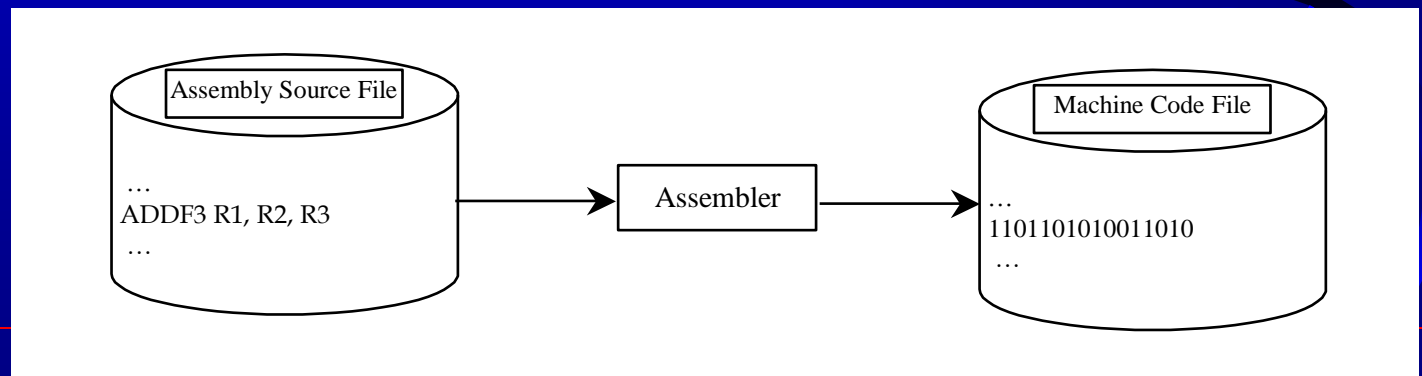 Assembly Source File
…
ADDF3 R1, R2, R3
…
Assembler
Machine Code File
…
1101101010011010
…